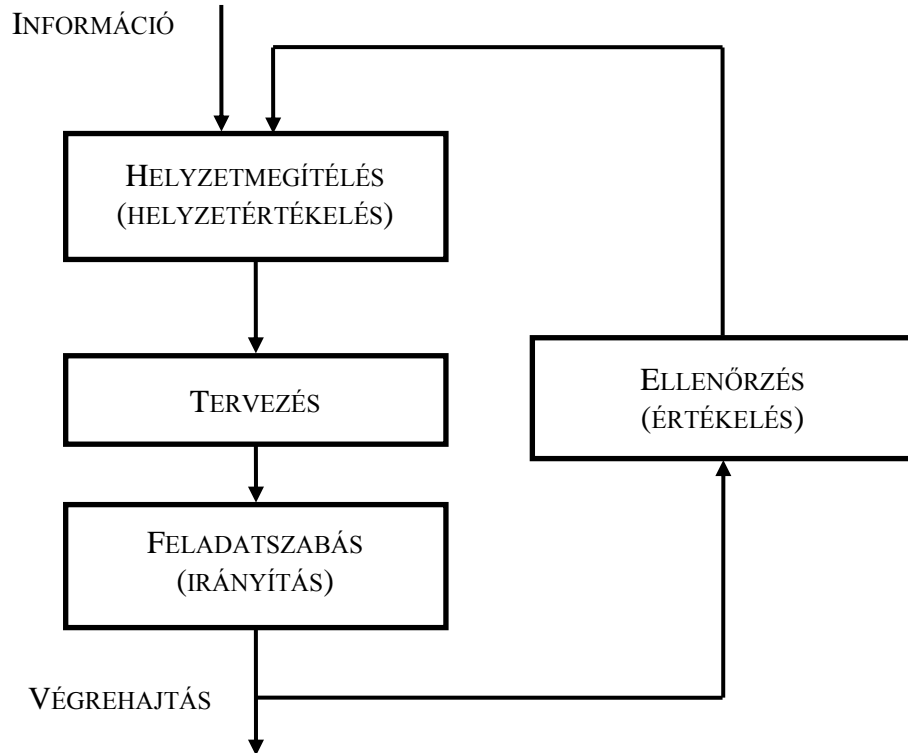 INFORMÁCIÓ
HELYZETMEGÍTÉLÉS
(HELYZETÉRTÉKELÉS)
TERVEZÉS
ELLENŐRZÉS
(ÉRTÉKELÉS)
FELADATSZABÁS
(IRÁNYÍTÁS)
VÉGREHAJTÁS